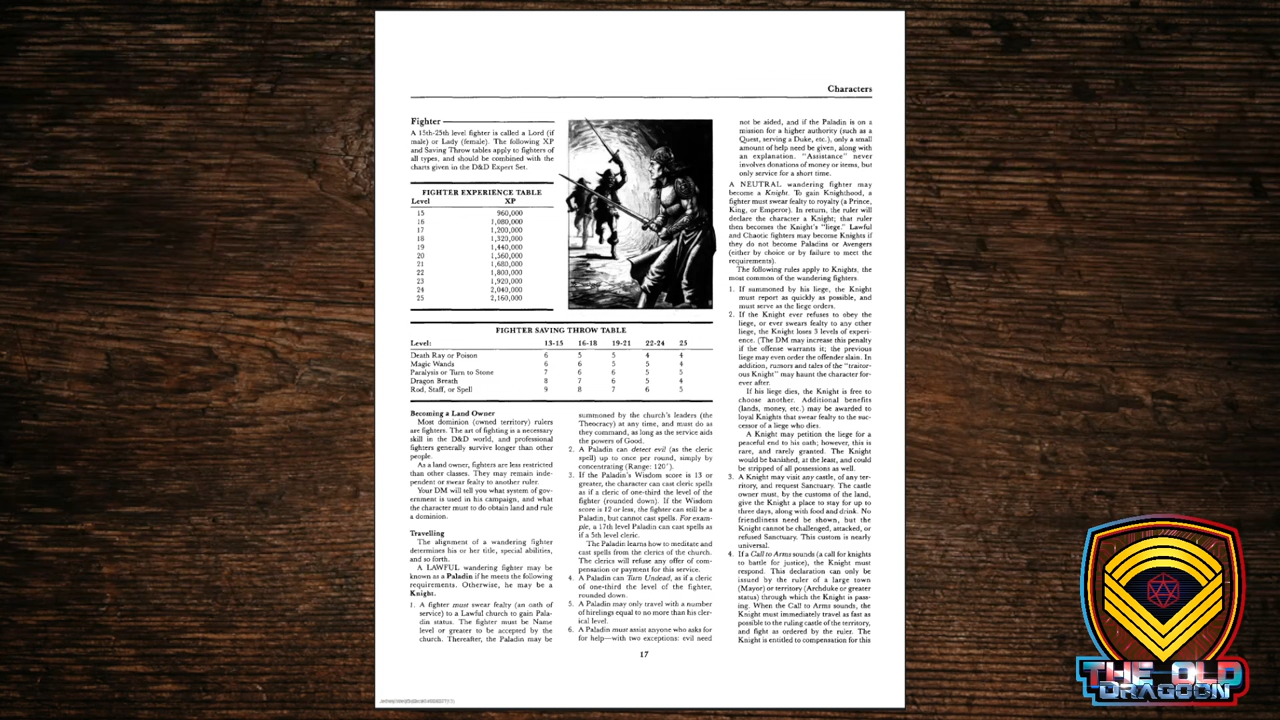 Characters
Fighter
A 15th-25th level fighter is called a Lord (if
male) or Lady (female). The following XP
and Saving Throw tables apply to fighters of
all types, and should be combined with the
charts given in the D&D Expert Set.
FIGHTER EXPERIENCE TABLE
Level XP
15 960,000
16 1,080,000
17 1,200,000
18 1,320,000
19 1,440,000
20 1,560,000
21 1,680,000
22 1,800,000
23 1,920,000
24 2,040,000
25 2,160,000
FIGHTER SAVING THROW TABLE
Level: 13-15 16-18 19-21 22-24 25
Death Ray or Poison 6 5 5 4 4
Magic Wands 6 6 5 5 4
Paralysis or Turn to Stone 7 6 6 5 5
Dragon Breath 8 7 6 5 4
Rod, Staff, or Spell 9 8 7 6 5
Becoming a Land Owner
Most dominion (owned territory) rulers
are fighters. The art of fighting is a necessary
skill in the D&D world, and professional
fighters generally survive longer than other
people.
As a land owner, fighters are less restricted
than other classes. They may remain inde-
pendent or swear fealty to another ruler.
Your DM will tell you what system of gov-
ernment is used in his campaign, and what
the character must to do obtain land and rule
a dominion.
Travelling
The alignment of a wandering fighter
determines his or her title, special abilities,
and so forth.
A LAWFUL wandering fighter may be
known as a Paladin if he meets the following
requirements. Otherwise, he may be a
Knight.
1. A fighter must swear fealty (an oath of
service) to a Lawful church to gain Pala-
din status. The fighter must be Name
level or greater to be accepted by the
church. Thereafter, the Paladin may be
summoned by the church's leaders (the
Theocracy) at any time, and must do as
they command, as long as the service aids
the powers of Good.
2. A Paladin can detect evil (as the cleric
spell) up to once per round, simply by
concentrating (Range: 120').
3. If the Paladin's Wisdom score is 13 or
greater, the character can cast cleric spells
as if a cleric of one-third the level of the
fighter (rounded down). If the Wisdom
score is 12 or less, the fighter can still be a
Paladin, but cannot cast spells. For exam-
ple, a 17th level Paladin can cast spells as
if a 5th level cleric.
The Paladin learns how to meditate and
cast spells from the clerics of the church.
The clerics will refuse any offer of com-
pensation or payment for this service.
4. A Paladin can Turn Undead, as if a cleric
of one-third the level of the fighter,
rounded down.
5. A Paladin may only travel with a number
of hirelings equal to no more than his cler-
ical level.
6. A Paladin must assist anyone who asks for
for help—with two exceptions: evil need
not be aided, and if the Paladin is on a
mission for a higher authority (such as a
Quest, serving a Duke, etc.), only a small
amount of help need be given, along with
an explanation. "Assistance" never
involves donations of money or items, but
only service for a short time.
A NEUTRAL wandering fighter may
become a Knight. To gain Knighthood, a
fighter must swear fealty to royalty (a Prince,
King, or Emperor). In return, the ruler will
declare the character a Knight; that ruler
then becomes the Knight's "liege." Lawful
and Chaotic fighters may become Knights if
they do not become Paladins or Avengers
(either by choice or by failure to meet the
requirements).
The following rules apply to Knights, the
most common of the wandering fighters.
1. If summoned by his liege, the Knight
must report as quickly as possible, and
must serve as the liege orders.
2. If the Knight ever refuses to obey the
liege, or ever swears fealty to any other
liege, the Knight loses 3 levels of experi-
ence. (The DM may increase this penalty
if the offense warrants it; the previous
liege may even order the offender slain. In
addition, rumors and tales of the "traitor-
ous Knight" may haunt the character for-
ever after.
If his liege dies, the Knight is free to
choose another. Additional benefits
(lands, money, etc.) may be awarded to
loyal Knights that swear fealty to the suc-
cessor of a liege who dies.
A Knight may petition the liege for a
peaceful end to his oath; however, this is
rare, and rarely granted. The Knight
would be banished, at the least, and could
be stripped of all possessions as well.
3. A Knight may visit any castle, of any ter-
ritory, and request Sanctuary. The castle
owner must, by the customs of the land,
give the Knight a place to stay for up to
three days, along with food and drink. No
friendliness need be shown, but the
Knight cannot be challenged, attacked, or
refused Sanctuary. This custom is nearly
universal.
4. If a Call to Arms sounds (a call for knights
to battle for justice), the Knight must
respond. This declaration can only be
issued by the ruler of a large town
(Mayor) or territory (Archduke or greater
status) through which the Knight is pass-
ing. When the Call to Arms sounds, the
Knight must immediately travel as fast as
possible to the ruling castle of the territory,
and fight as ordered by the ruler. The
Knight is entitled to compensation for this
17
THE OLD
DRAGOON